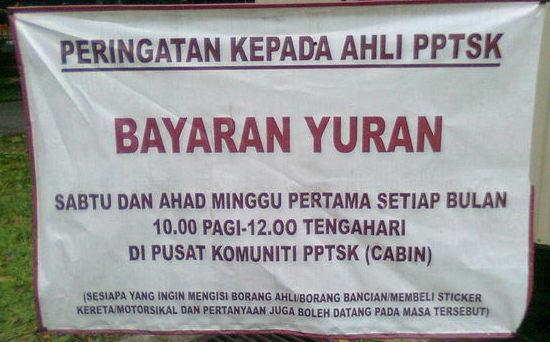 PERINGATAN KEPADA AHLI PPTSK
BAYARAN YURAN
SABTU DAN AHAD MINGGU PERTAMA SETIAP BULAN
10.00 PAGI-12.OO TENGAHARI
DI PUSAT KOMUNITI PPTSK (CABIN)
(SESIAPA YANG INGIN MENGISI BORANG AHLI/BORANG BANCIAN/MEMBELI STICKER
KERETA/MOTORSIKAL DAN PERTANYAAN JUGA BOLEH DATANG PADA MASA TERSEBUT)